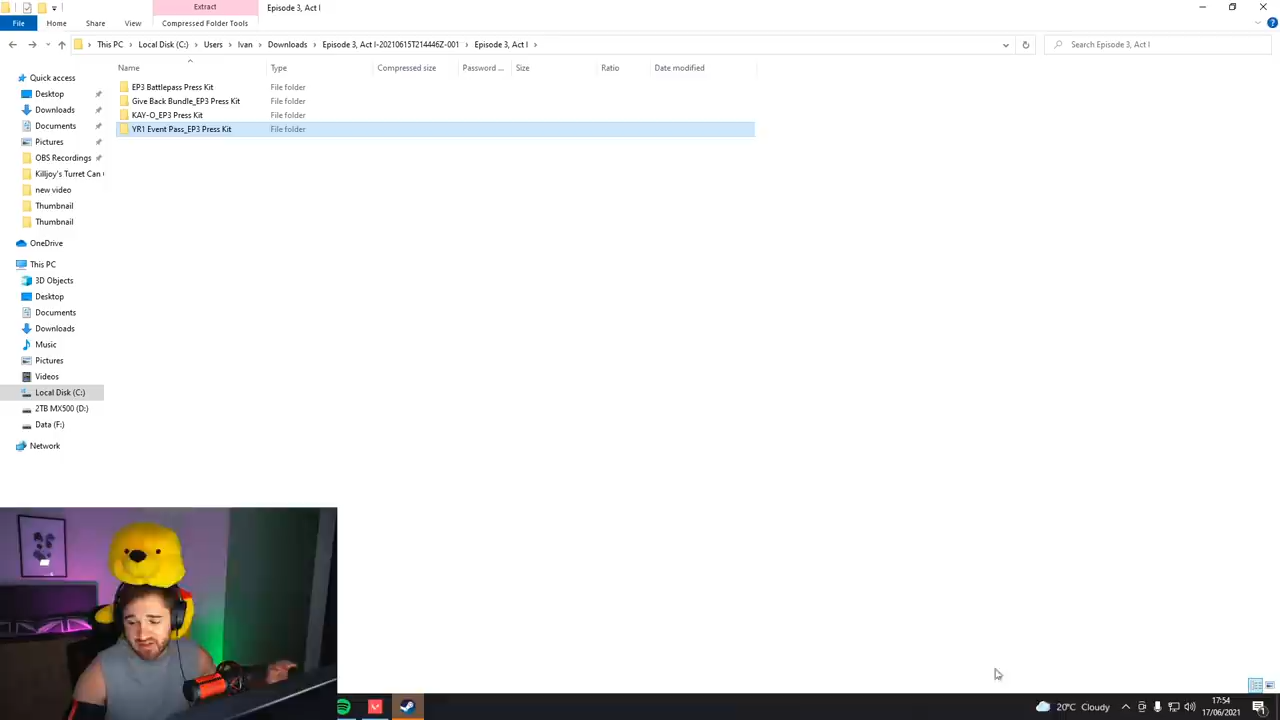 Extract
Episode 3, Act I
File
Home
Share
View
Compressed Folder Tools
This PC
Local Disk (C:)
Users
Ivan
Downloads
Episode 3, Act I-20210615T214446Z-001
Episode 3, Act I
Search Episode 3, Act I
Name
Type
Compressed size
Password ...
Size
Ratio
Date modified
EP3 Battlepass Press Kit
File folder
Give Back Bundle_EP3 Press Kit
File folder
KAY-O_EP3 Press Kit
File folder
YR1 Event Pass_EP3 Press Kit
File folder
Quick access
Desktop
Downloads
Documents
Pictures
OBS Recordings
Killjoy's Turret Can
new video
Thumbnail
Thumbnail
OneDrive
This PC
3D Objects
Desktop
Documents
Downloads
Music
Pictures
Videos
Local Disk (C:)
2TB MX500 (D:)
Data (F:)
Network
20°C Cloudy
17:54
17/06/2021